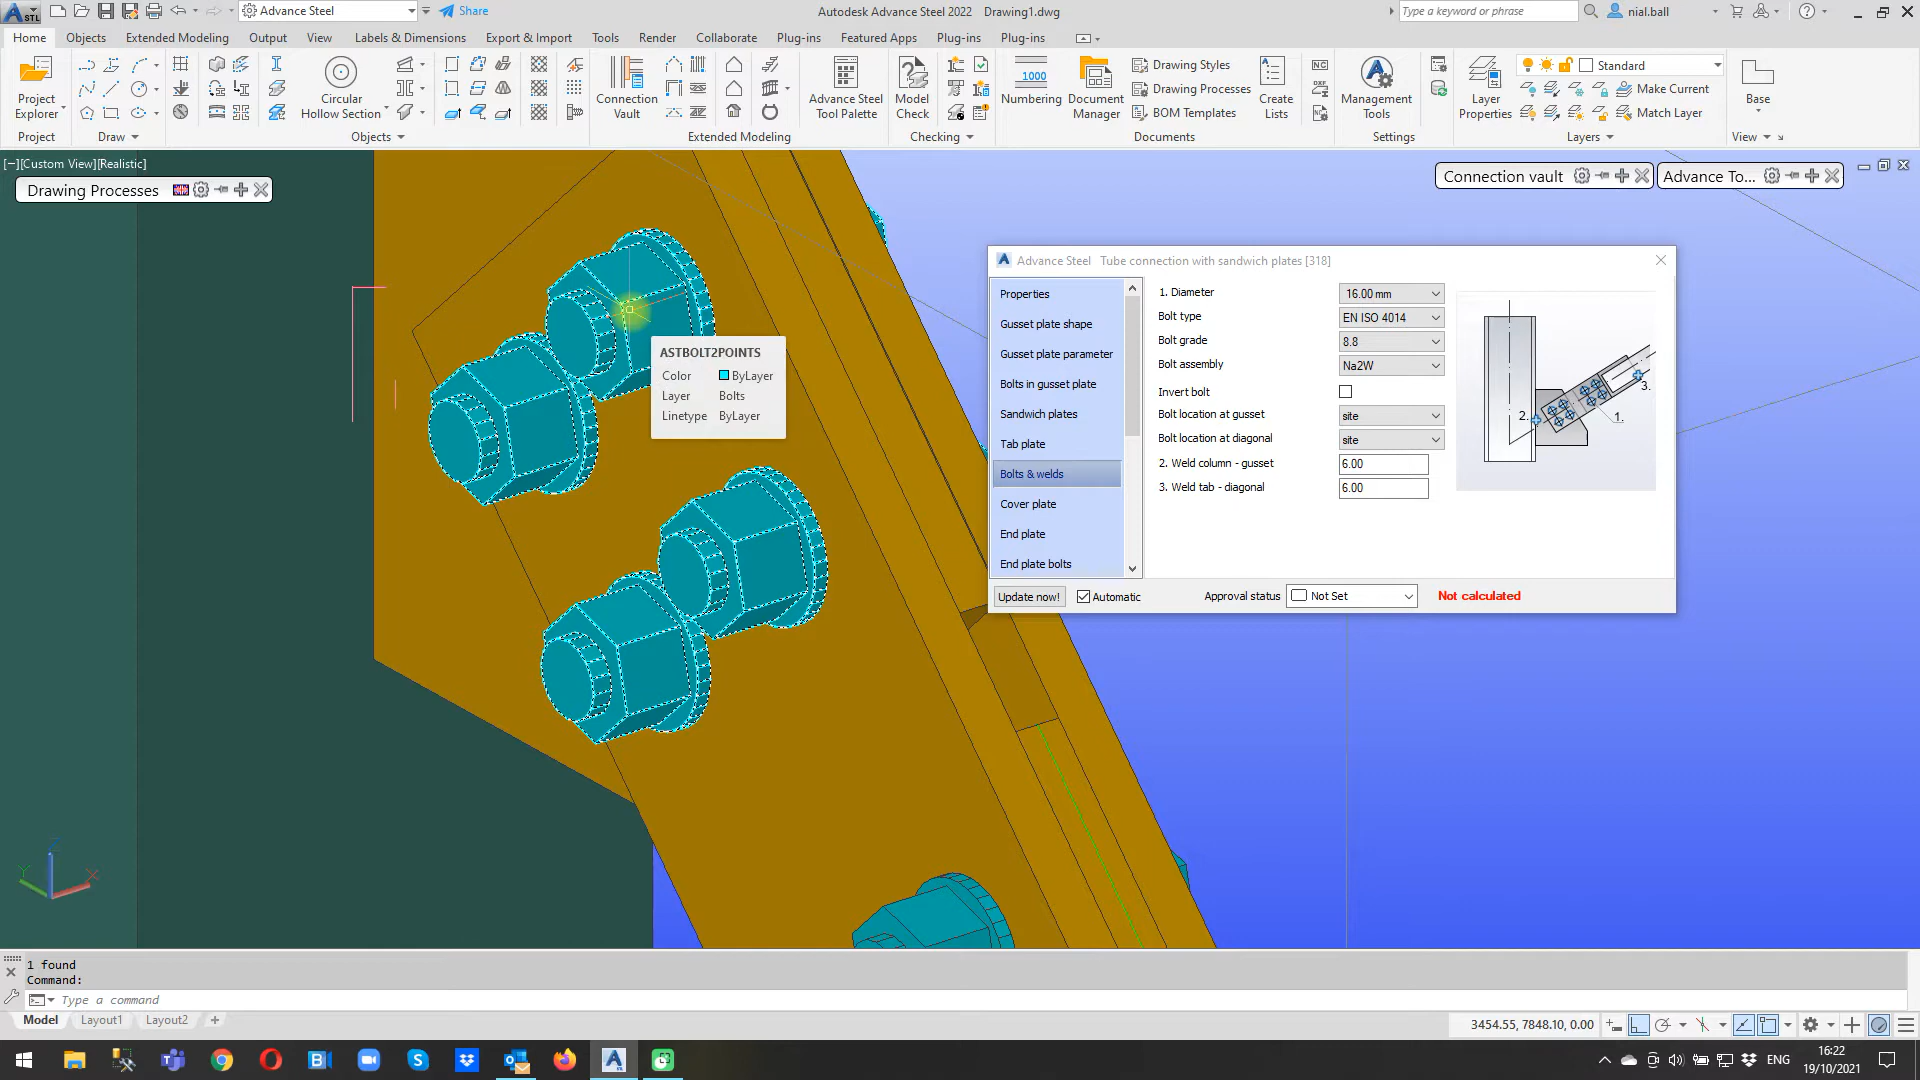 STL
Advance Steel
Share
Autodesk Advance Steel 2022 Drawing1.dwg
Type a keyword or phrase
nial.ball
Home Objects Extended Modeling Output View Labels & Dimensions Export & Import Tools Render Collaborate Plug-ins Featured Apps Plug-ins Plug-ins
Project Explorer
Circular Hollow Section
Connection Vault
Advance Steel Tool Palette
Model Check
1000
Numbering
Document Manager
Drawing Styles
Drawing Processes
BOM Templates
Create Lists
NC
DXF
NC
Management Tools
Layer Properties
Standard
Make Current
Match Layer
Base
Project Draw Objects Extended Modeling Checking Documents Settings Layers View
[−][Custom View][Realistic]
Drawing Processes
Connection vault
Advance To...
ASTBOLT2POINTS
Color ByLayer
Layer Bolts
Linetype ByLayer
Advance Steel Tube connection with sandwich plates [318]
Properties
Gusset plate shape
Gusset plate parameter
Bolts in gusset plate
Sandwich plates
Tab plate
Bolts & welds
Cover plate
End plate
End plate bolts
1. Diameter 16.00 mm
Bolt type EN ISO 4014
Bolt grade 8.8
Bolt assembly Na2W
Invert bolt
Bolt location at gusset site
Bolt location at diagonal site
2. Weld column - gusset 6.00
3. Weld tab - diagonal 6.00
3.
2.
1.
Update now! Automatic Approval status Not Set Not calculated
Z
Y
X
1 found
Command:
Type a command
Model Layout1 Layout2
3454.55, 7848.10, 0.00
ENG
16:22
19/10/2021